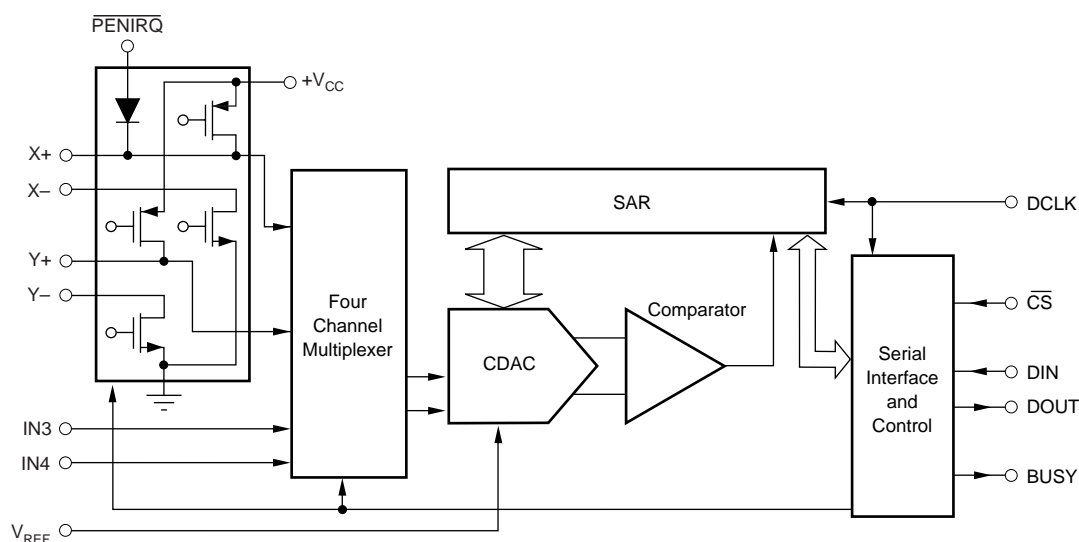 PENIRQ
+VCC
X+
X–
Y+
Y–
IN3
IN4
VREF
Four
Channel
Multiplexer
SAR
CDAC
Comparator
Serial
Interface
and
Control
DCLK
CS
DIN
DOUT
BUSY